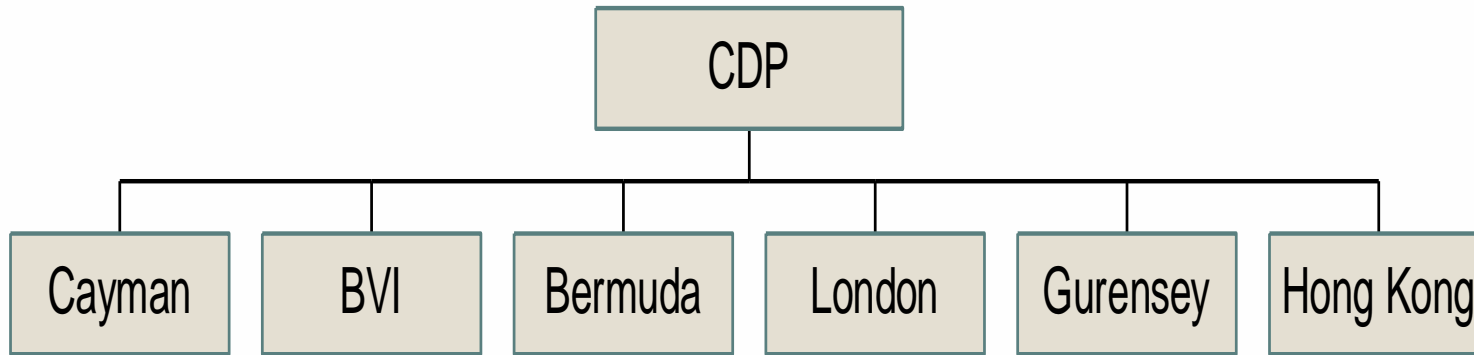 CDP
Cayman
BVI
Bermuda
London
Gurensey
Hong Kong